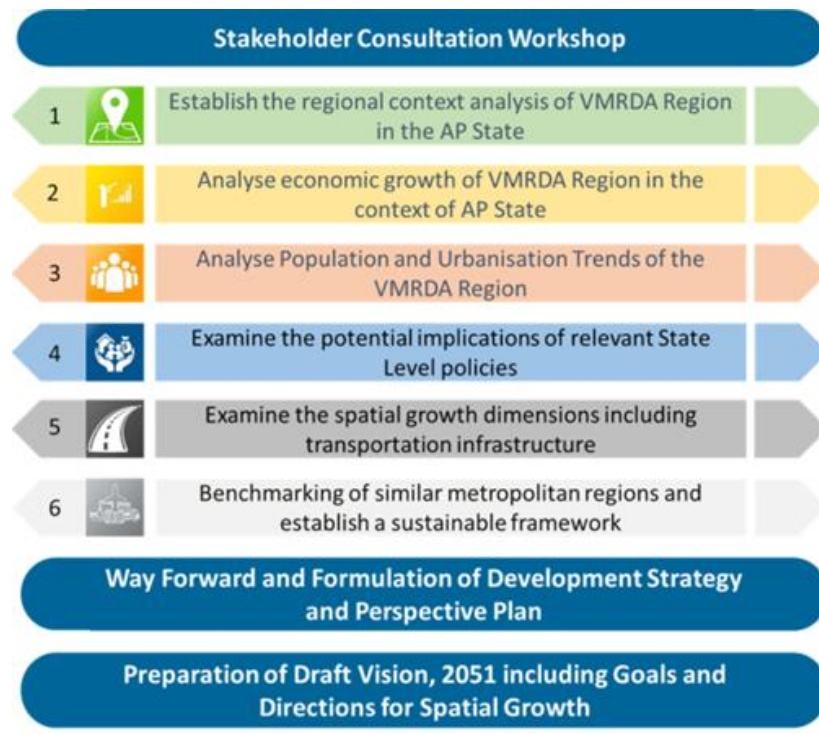 Stakeholder Consultation Workshop
1
Establish the regional context analysis of VMRDA Region
in the AP State
2
Analyse economic growth of VMRDA Region in the
context of AP State
3
Analyse Population and Urbanisation Trends of the
VMRDA Region
4
Examine the potential implications of relevant State
Level policies
5
Examine the spatial growth dimensions including
transportation infrastructure
6
Benchmarking of similar metropolitan regions and
establish a sustainable framework
Way Forward and Formulation of Development Strategy
and Perspective Plan
Preparation of Draft Vision, 2051 including Goals and
Directions for Spatial Growth